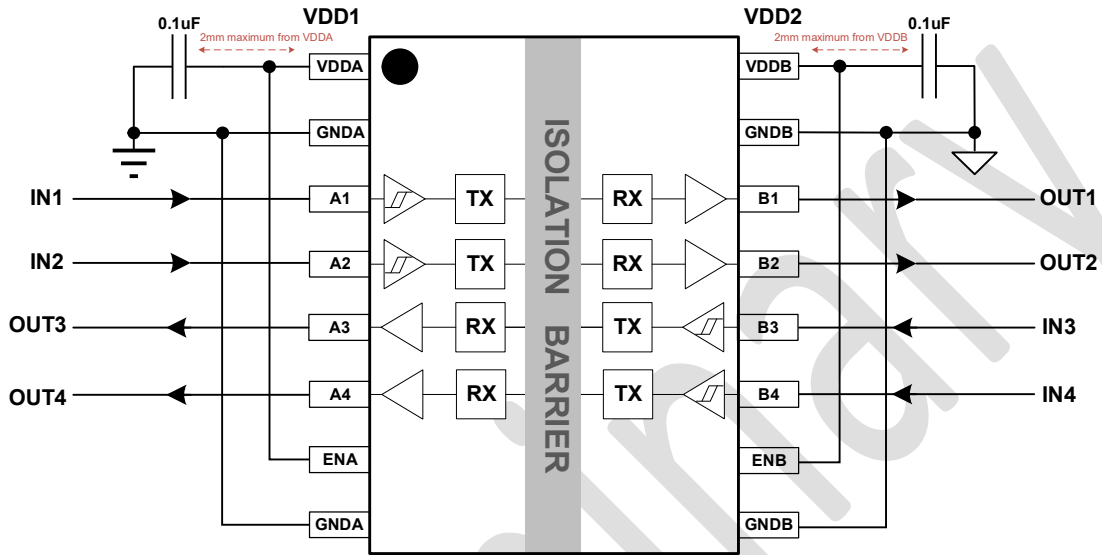 0.1uF
VDD1
VDD2
0.1uF
2mm maximum from VDDA
2mm maximum from VDDB
VDDA
VDDB
GNDA
GNDB
ISOLATION BARRIER
IN1
A1
TX
RX
B1
OUT1
IN2
A2
TX
RX
B2
OUT2
OUT3
A3
RX
TX
B3
IN3
OUT4
A4
RX
TX
B4
IN4
ENA
ENB
GNDA
GNDB
inary